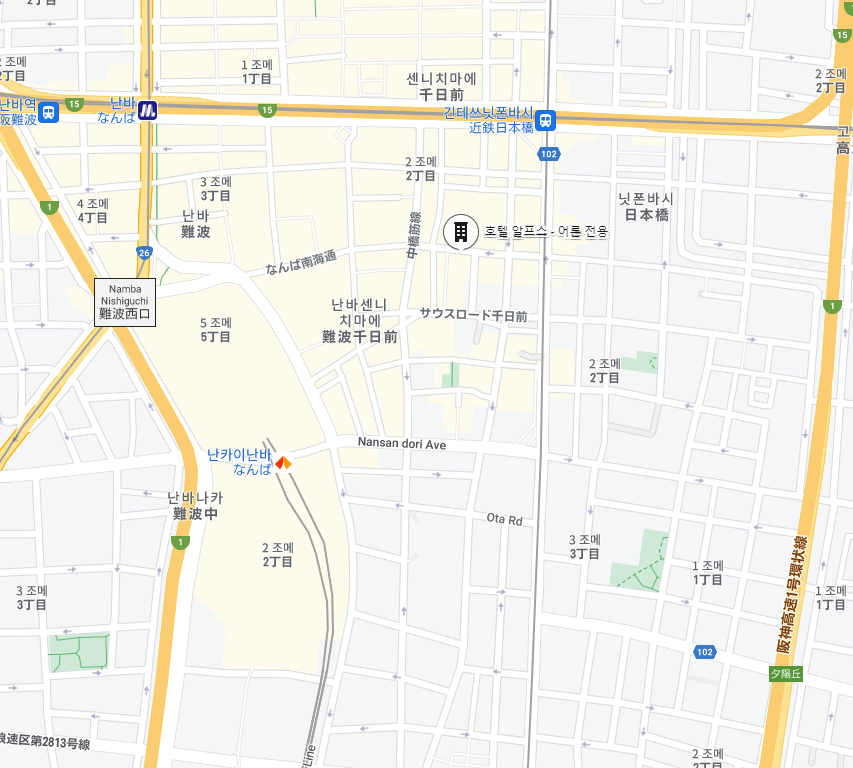 2丁目
2 조메
2丁目
1 조메
1丁目
센니치마에
千日前
2 조메
2丁目
15
15
15
난바역
阪難波
난바
なんば
긴테쓰닛폰바시
近鉄日本橋
102
2 조메
2丁目
3 조메
3丁目
4 조메
4丁目
1
난바
難波
닛폰바시
日本橋
中橋筋線
호텔 알프스 - 어른 전용
26
なんば南海通
Namba
Nishiguchi
難波西口
1
난바센니
치마에
難波千日前
サウスロード千日前
5 조메
5丁目
2 조메
2丁目
Nansan dori Ave
난카이난바
なんば
난바나카
難波中
Ota Rd
1
2 조메
2丁目
3 조메
3丁目
1 조메
1丁目
1 조메
1丁目
3 조메
3丁目
阪神高速1号環状線
102
夕陽丘
浪速区第2813号線
Line
2 조메
2丁目